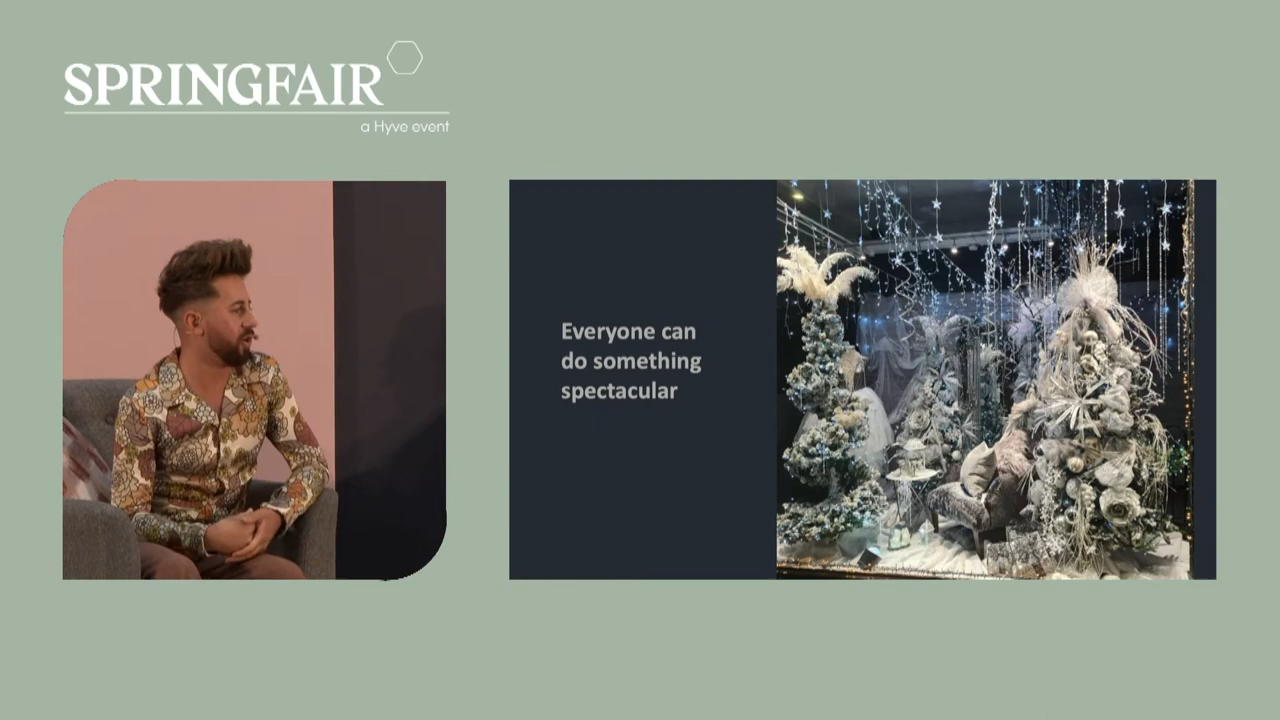 SPRINGFAIR
a Hyve event
Everyone can
do something
spectacular